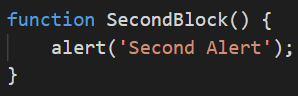 function SecondBlock() {
    alert('Second Alert');
}